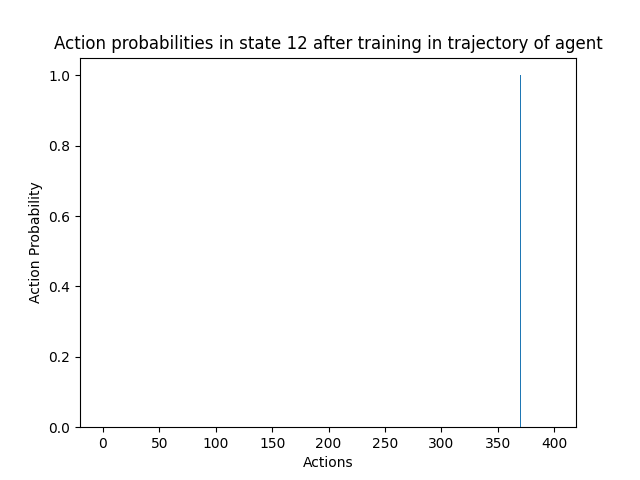 Action probabilities in state 12 after training in trajectory of agent
1.0
0.8
0.6
0.4
0.2
0.0
Action Probability
0 50 100 150 200 250 300 350 400
Actions